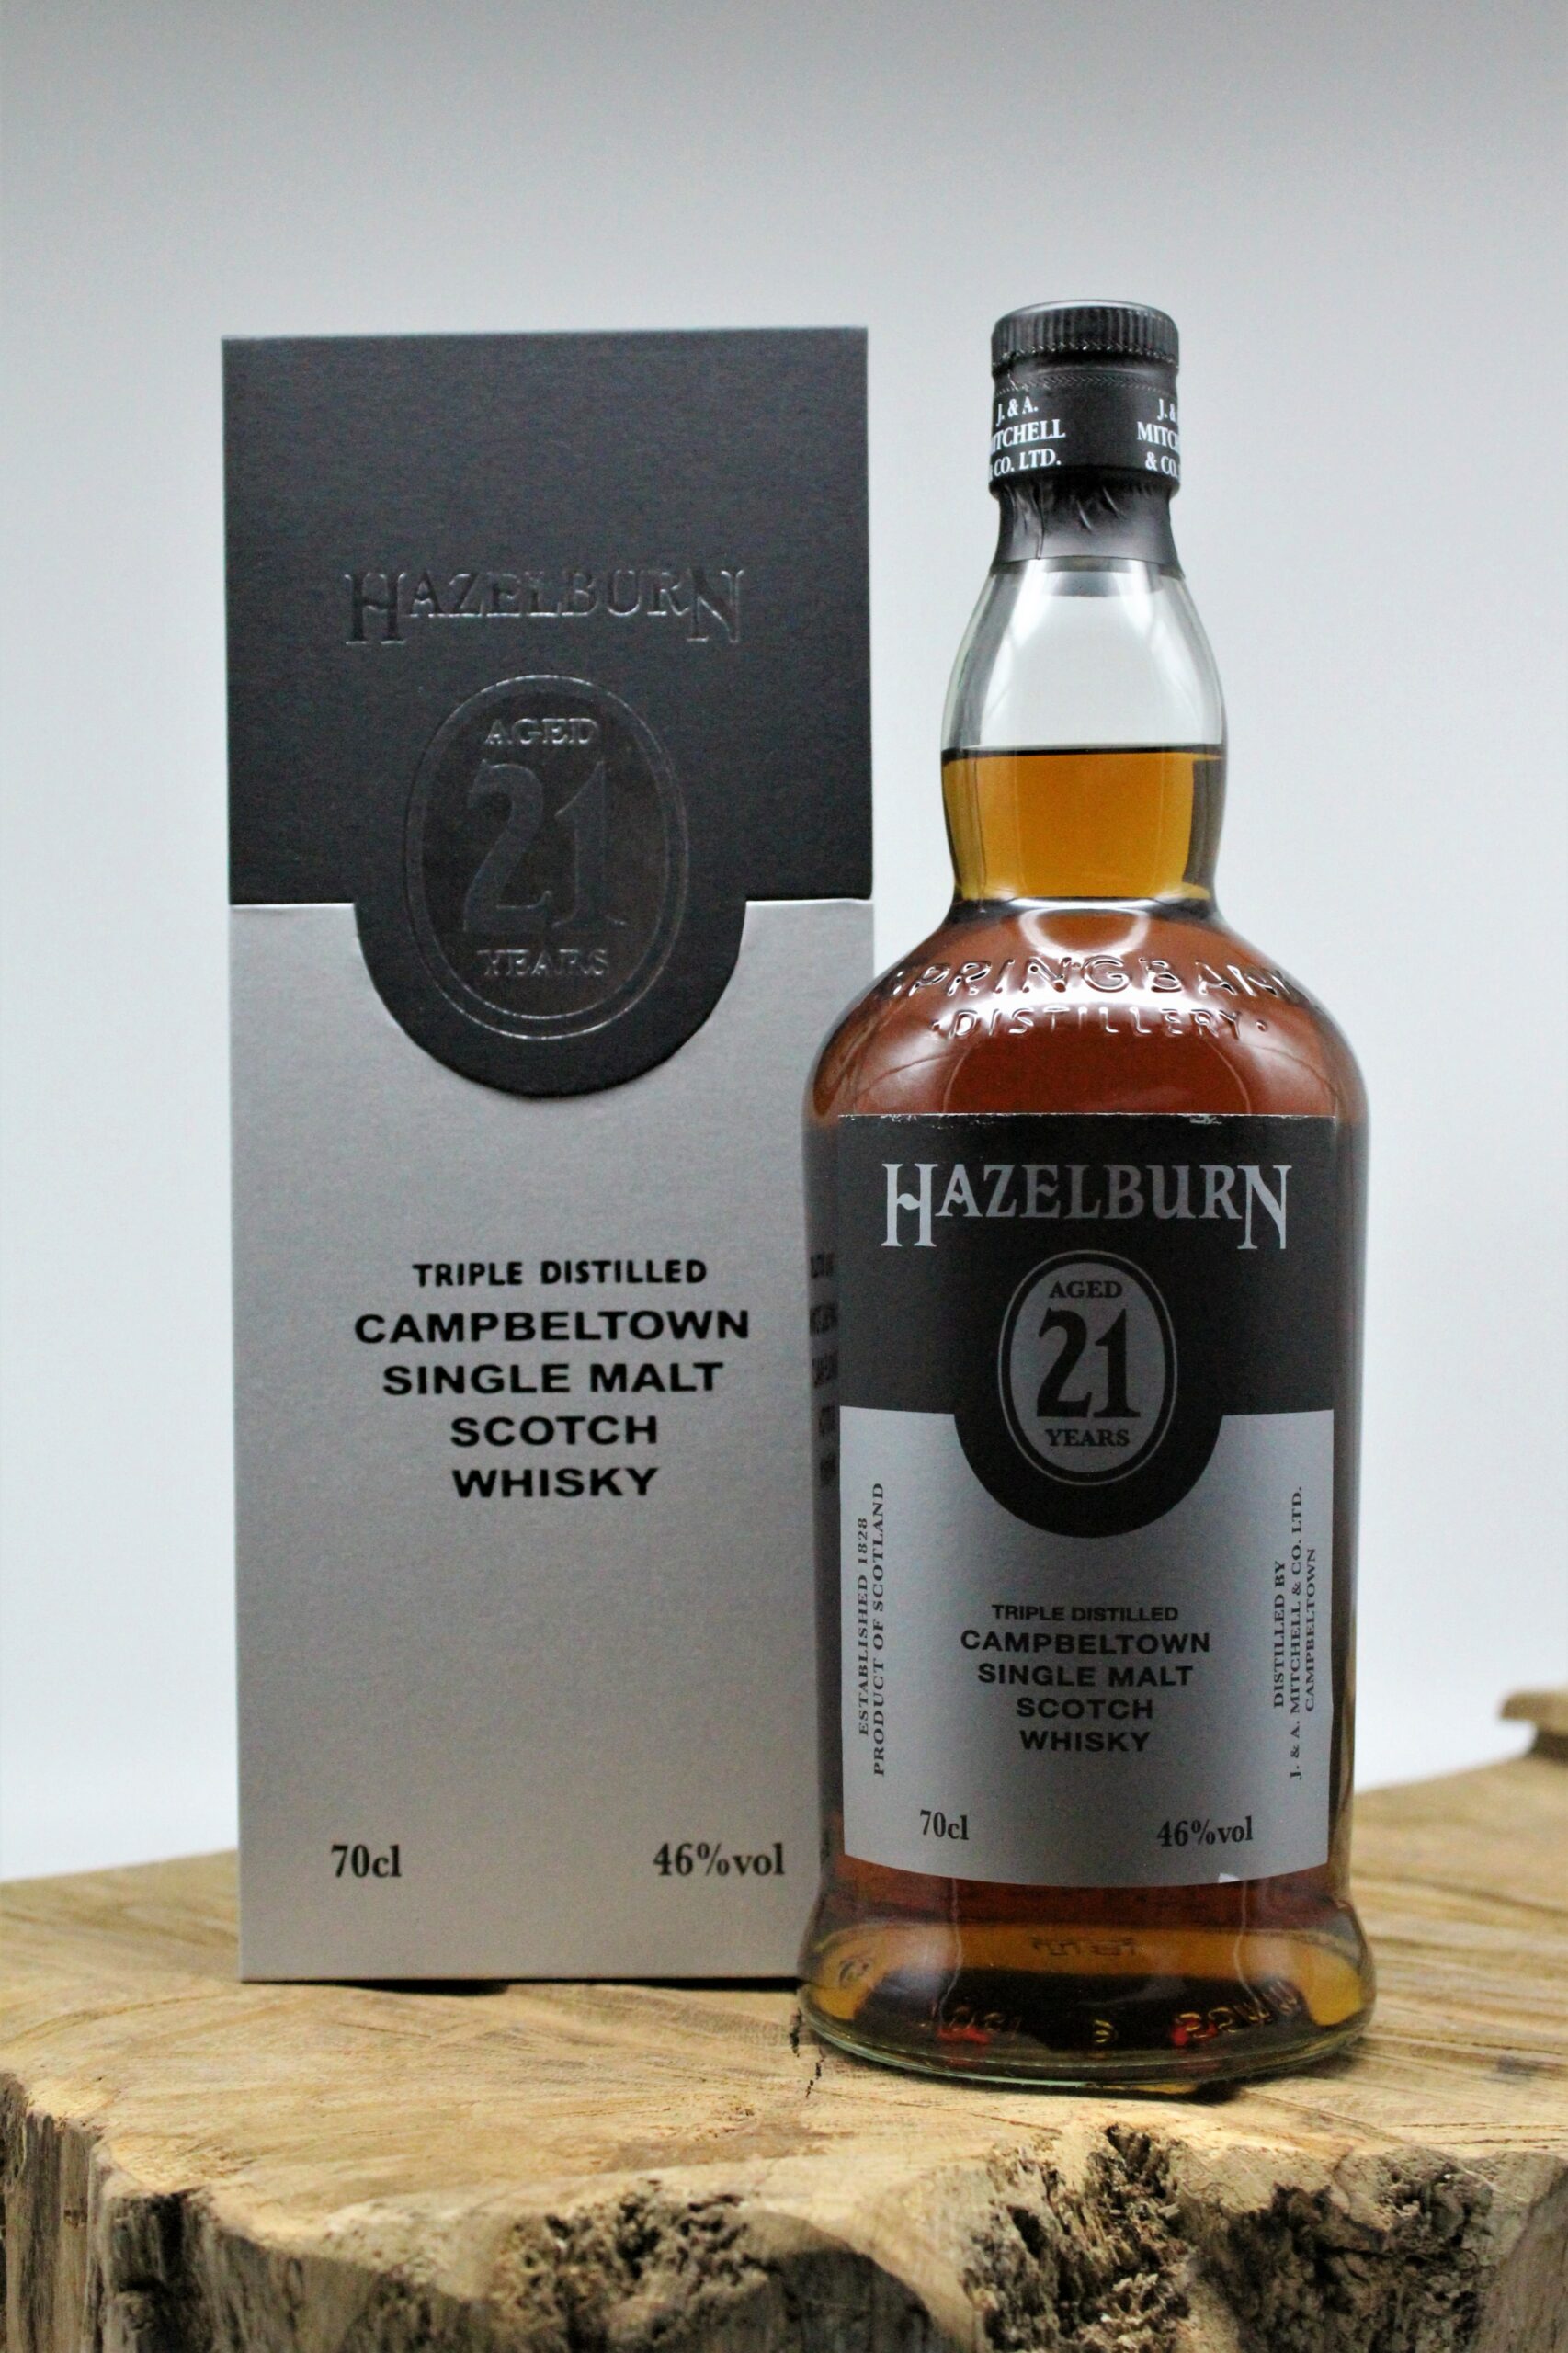 HAZELBURN
AGED
21
YEARS
TRIPLE DISTILLED
CAMPBELTOWN
SINGLE MALT
SCOTCH
WHISKY
70cl
46%vol
J. & A.
MITCHELL
& CO. LTD.
SPRINGBANK
·DISTILLERY·
HAZELBURN
AGED
21
YEARS
ESTABLISHED 1828
PRODUCT OF SCOTLAND
TRIPLE DISTILLED
CAMPBELTOWN
SINGLE MALT
SCOTCH
WHISKY
DISTILLED BY
J. & A. MITCHELL & CO. LTD.
CAMPBELTOWN
70cl
46%vol